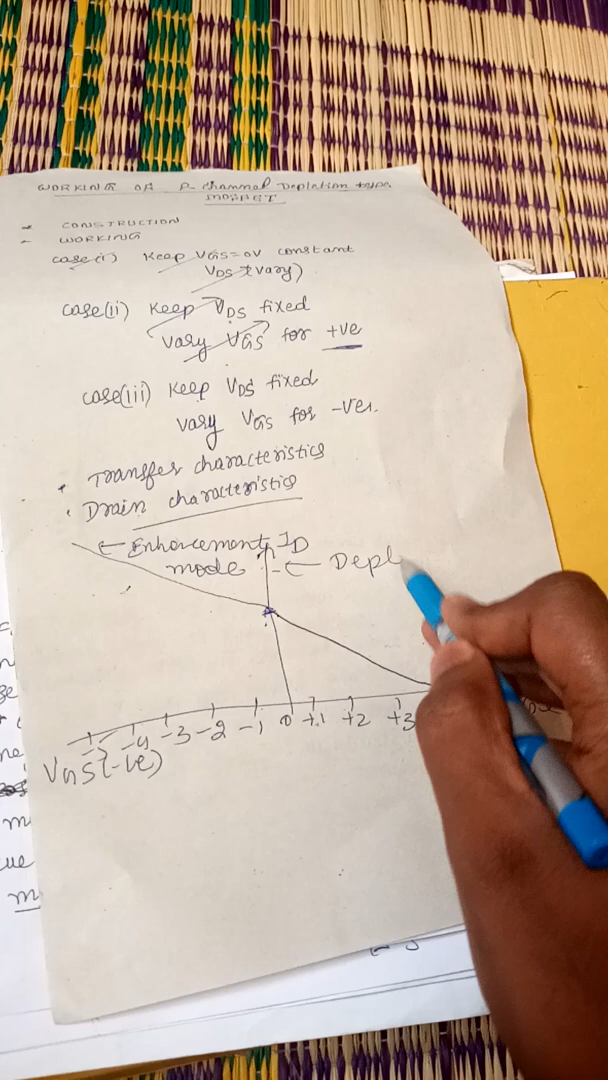 WORKING OF P-channel Depletion type
MOSFET
CONSTRUCTION
WORKING
case(i) Keep VGS=0V constant
VDS (vary)
case(ii) Keep VDS fixed
vary VGS for +ve
case(iii) Keep VDS fixed
vary VGS for -ve.
Transfer characteristics
Drain characteristics
← Enhancement ID
mode ← Depl
-5 -4 -3 -2 -1 0 +1 +2 +3
VGS(-ve)